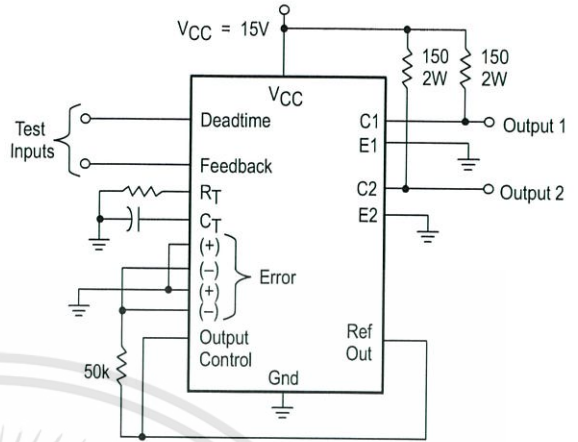 VCC = 15V
150
2W
150
2W
VCC
Test
Inputs
Deadtime
Feedback
RT
CT
(+)
(–)
(+)
(–)
Error
Output
Control
50k
Gnd
C1
E1
C2
E2
Ref
Out
Output 1
Output 2